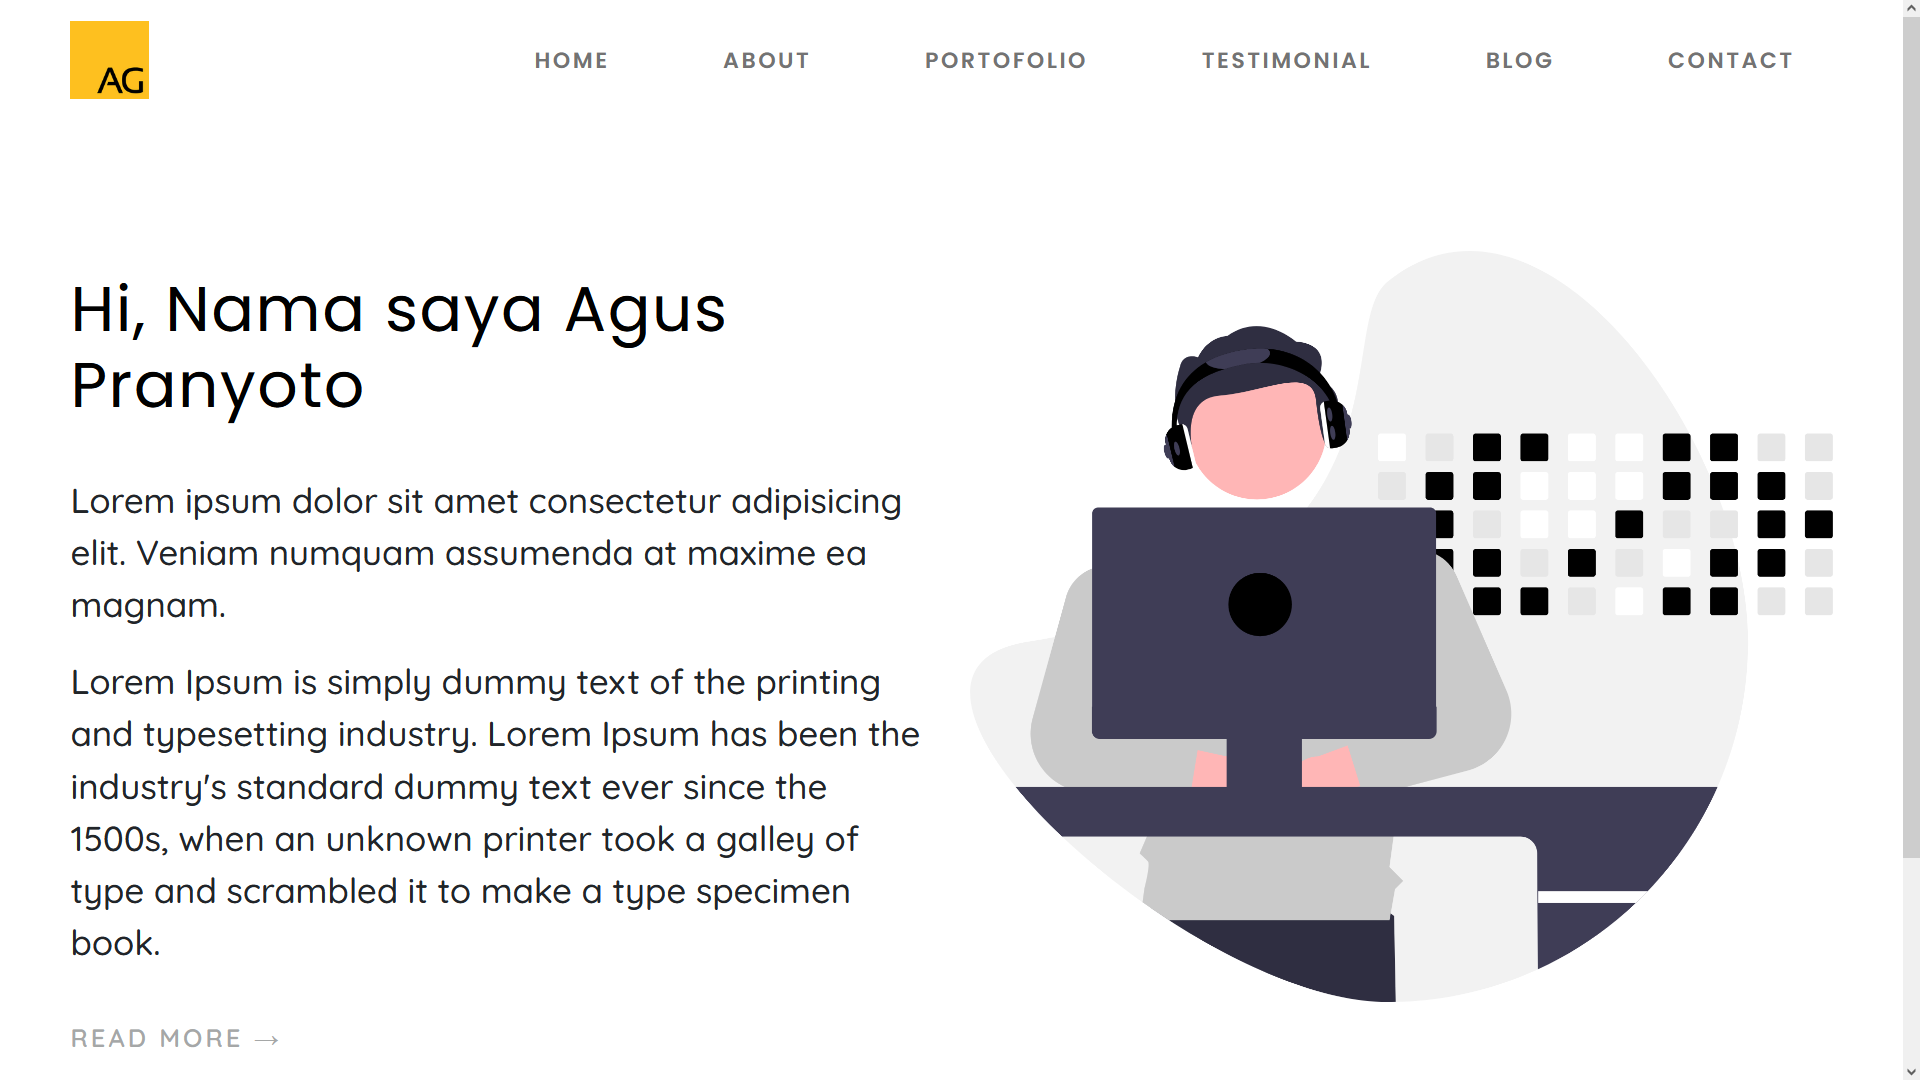 AG
HOME ABOUT PORTOFOLIO TESTIMONIAL BLOG CONTACT
Hi, Nama saya Agus
Pranyoto
Lorem ipsum dolor sit amet consectetur adipisicing
elit. Veniam numquam assumenda at maxime ea
magnam.
Lorem Ipsum is simply dummy text of the printing
and typesetting industry. Lorem Ipsum has been the
industry's standard dummy text ever since the
1500s, when an unknown printer took a galley of
type and scrambled it to make a type specimen
book.
READ MORE →